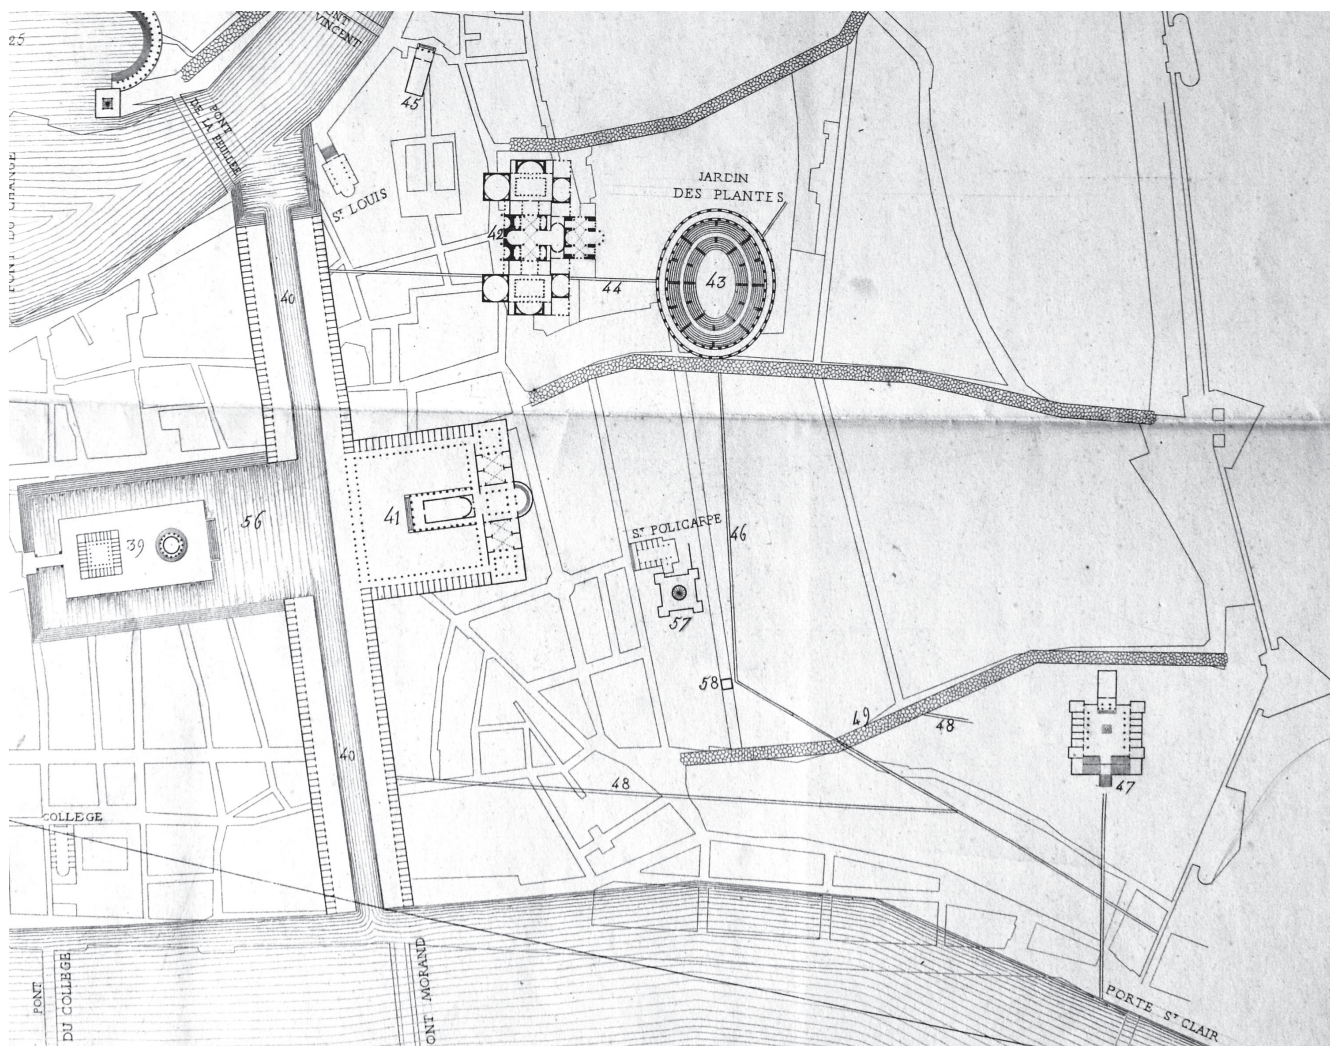 25
PONT
ST VINCENT
PONT
DE LA FEUILLÉE
45
ST LOUIS
JARDIN
DES PLANTES
42
43
44
40
PONT DU CHANGE
41
56
39
ST POLICARPE
46
57
58
49
48
47
40
48
COLLEGE
PONT
DU COLLEGE
PONT MORAND
PORTE ST CLAIR